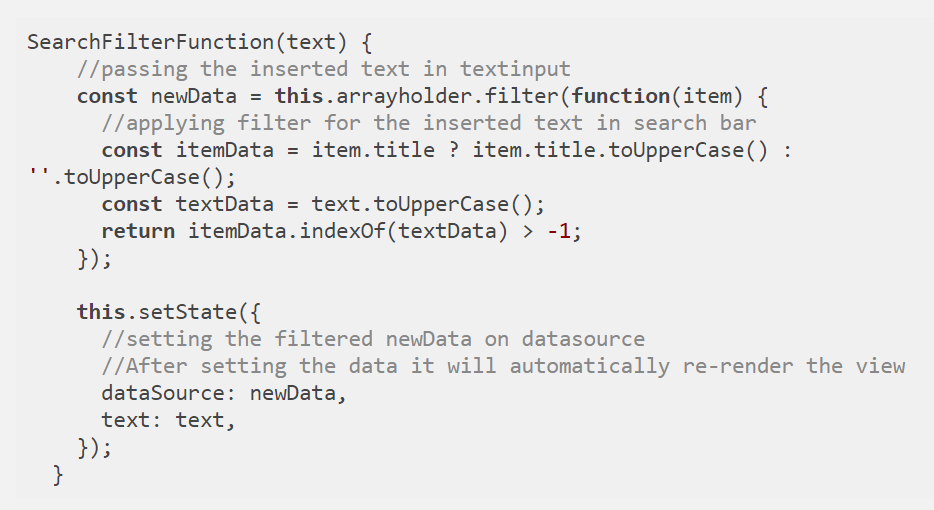 SearchFilterFunction(text) {
    //passing the inserted text in textinput
    const newData = this.arrayholder.filter(function(item) {
      //applying filter for the inserted text in search bar
      const itemData = item.title ? item.title.toUpperCase() :
''.toUpperCase();
      const textData = text.toUpperCase();
      return itemData.indexOf(textData) > -1;
    });

    this.setState({
      //setting the filtered newData on datasource
      //After setting the data it will automatically re-render the view
      dataSource: newData,
      text: text,
    });
  }